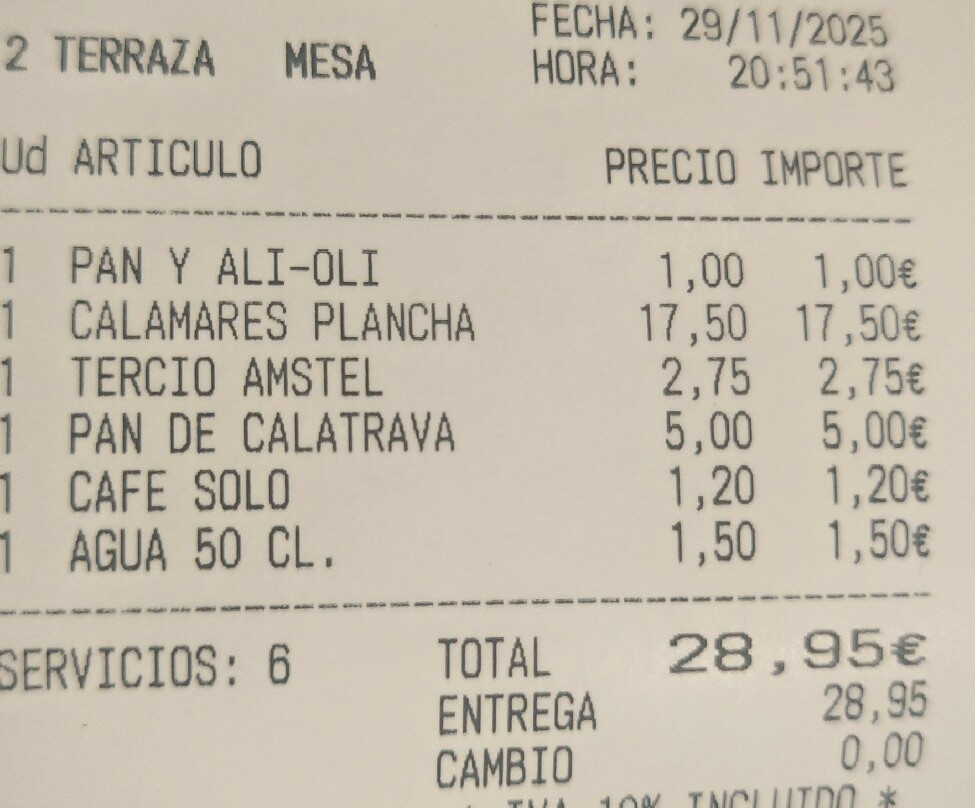 FECHA: 29/11/2025
2 TERRAZA MESA
HORA: 20:51:43
Ud ARTICULO PRECIO IMPORTE
1 PAN Y ALI-OLI 1,00 1,00€
1 CALAMARES PLANCHA 17,50 17,50€
1 TERCIO AMSTEL 2,75 2,75€
1 PAN DE CALATRAVA 5,00 5,00€
1 CAFE SOLO 1,20 1,20€
1 AGUA 50 CL. 1,50 1,50€
SERVICIOS: 6 TOTAL 28,95€
ENTREGA 28,95
CAMBIO 0,00
* IVA 10% INCLUIDO *